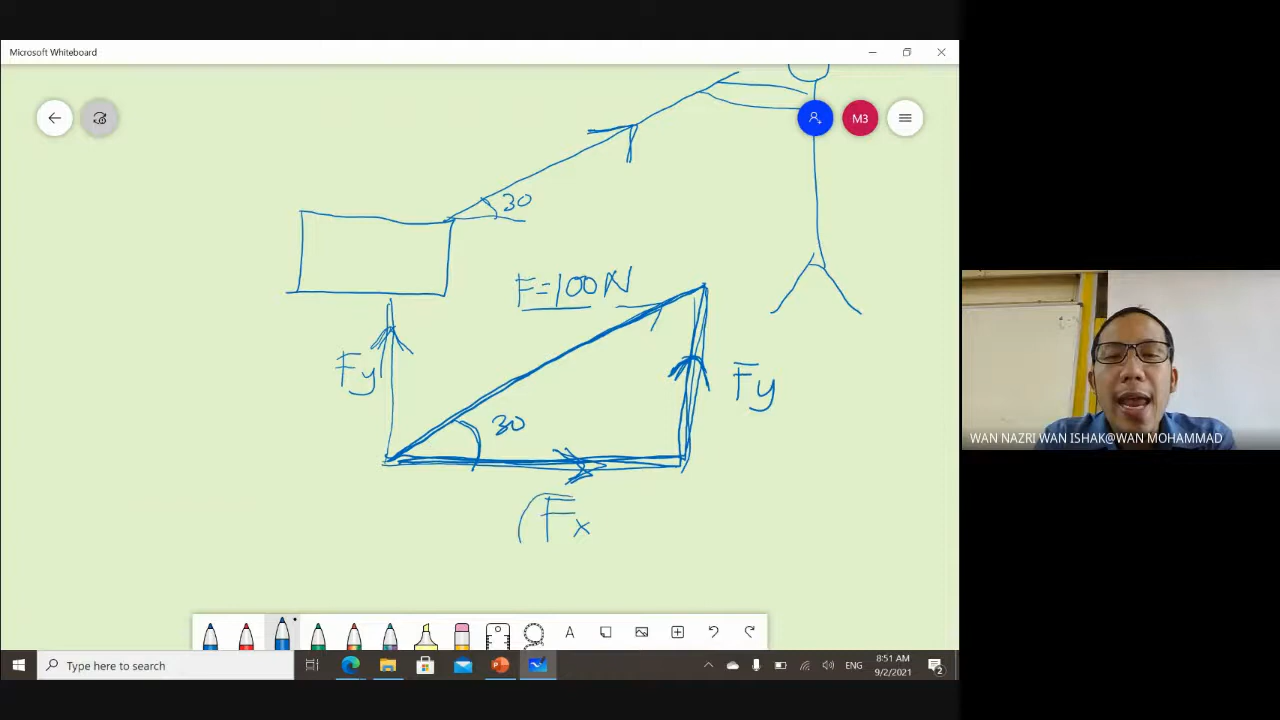 Microsoft Whiteboard
M3
30
F=100N
Fy
Fy
30
(Fx
WAN NAZRI WAN ISHAK@WAN MOHAMMAD
A
Type here to search
ENG
8:51 AM
9/2/2021
2